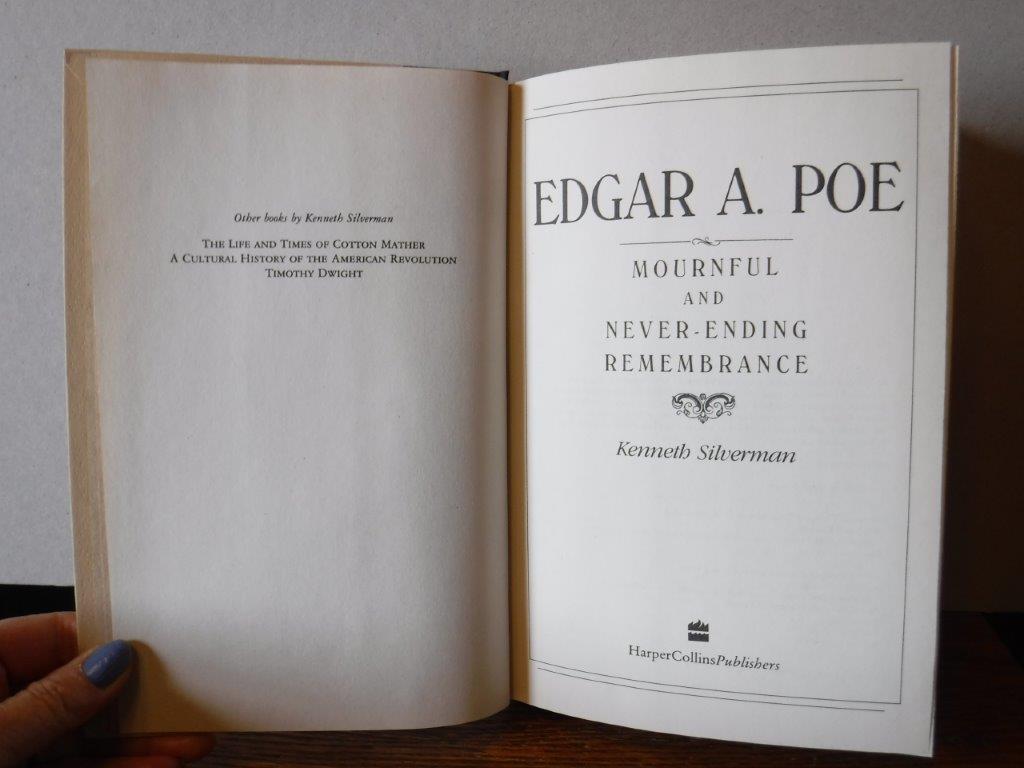 Other books by Kenneth Silverman
THE LIFE AND TIMES OF COTTON MATHER
A CULTURAL HISTORY OF THE AMERICAN REVOLUTION
TIMOTHY DWIGHT
EDGAR A. POE
MOURNFUL
AND
NEVER-ENDING
REMEMBRANCE
Kenneth Silverman
HarperCollinsPublishers